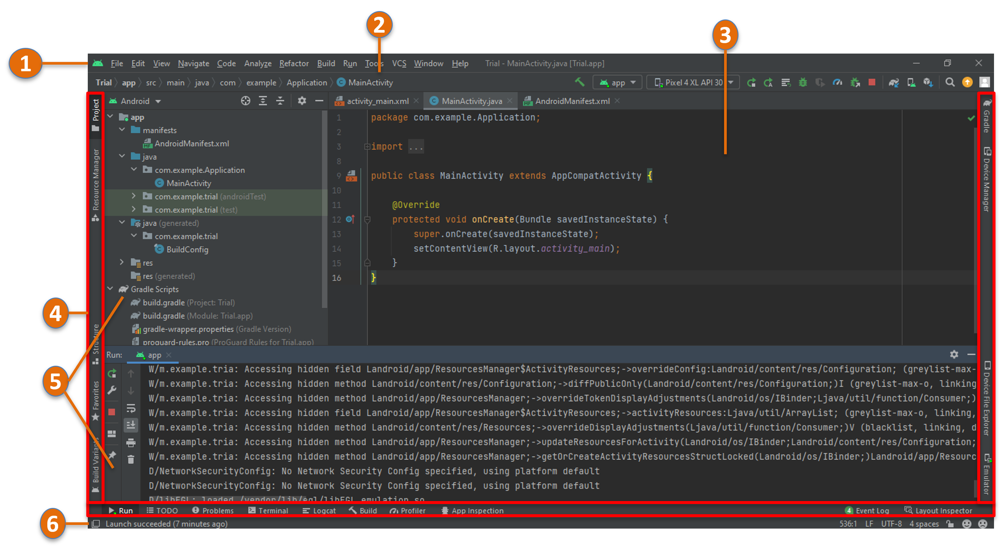 2
3
1
File Edit View Navigate Code Analyze Refactor Build Run Tools VCS Window Help Trial - MainActivity.java [Trial.app]
Trial app src main java com example Application MainActivity app Pixel 4 XL API 30
Project
Resource Manager
Structure
Favorites
Build Variants
Android
app
manifests
AndroidManifest.xml
java
com.example.Application
MainActivity
com.example.trial (androidTest)
com.example.trial (test)
java (generated)
com.example.trial
BuildConfig
res
res (generated)
Gradle Scripts
build.gradle (Project: Trial)
build.gradle (Module: Trial.app)
gradle-wrapper.properties (Gradle Version)
proguard-rules.pro (ProGuard Rules for Trial.app)
activity_main.xml MainActivity.java AndroidManifest.xml
1 package com.example.Application;
2
3 import ...
8
9 public class MainActivity extends AppCompatActivity {
10
11 @Override
12 protected void onCreate(Bundle savedInstanceState) {
13 super.onCreate(savedInstanceState);
14 setContentView(R.layout.activity_main);
15 }
16 }
Gradle
Device Manager
Device File Explorer
Emulator
4
5
Run: app
W/m.example.tria: Accessing hidden field Landroid/app/ResourcesManager$ActivityResources;->overrideConfig:Landroid/content/res/Configuration; (greylist-max-
W/m.example.tria: Accessing hidden method Landroid/content/res/Configuration;->diffPublicOnly(Landroid/content/res/Configuration;)I (greylist-max-o, linking
W/m.example.tria: Accessing hidden method Landroid/app/ResourcesManager;->overrideTokenDisplayAdjustments(Landroid/os/IBinder;Ljava/util/function/Consumer;)
W/m.example.tria: Accessing hidden field Landroid/app/ResourcesManager$ActivityResources;->activityResources:Ljava/util/ArrayList; (greylist-max-o, linking,
W/m.example.tria: Accessing hidden method Landroid/content/res/Resources;->overrideDisplayAdjustments(Ljava/util/function/Consumer;)V (blacklist, linking, d
W/m.example.tria: Accessing hidden method Landroid/app/ResourcesManager;->updateResourcesForActivity(Landroid/os/IBinder;Landroid/content/res/Configuration;
W/m.example.tria: Accessing hidden method Landroid/app/ResourcesManager;->getOrCreateActivityResourcesStructLocked(Landroid/os/IBinder;)Landroid/app/Resourc
D/NetworkSecurityConfig: No Network Security Config specified, using platform default
D/NetworkSecurityConfig: No Network Security Config specified, using platform default
D/libEGL: loaded /vendor/lib/egl/libEGL_emulation.so
Run TODO Problems Terminal Logcat Build Profiler App Inspection 4 Event Log Layout Inspector
6
Launch succeeded (7 minutes ago) 536:1 LF UTF-8 4 spaces